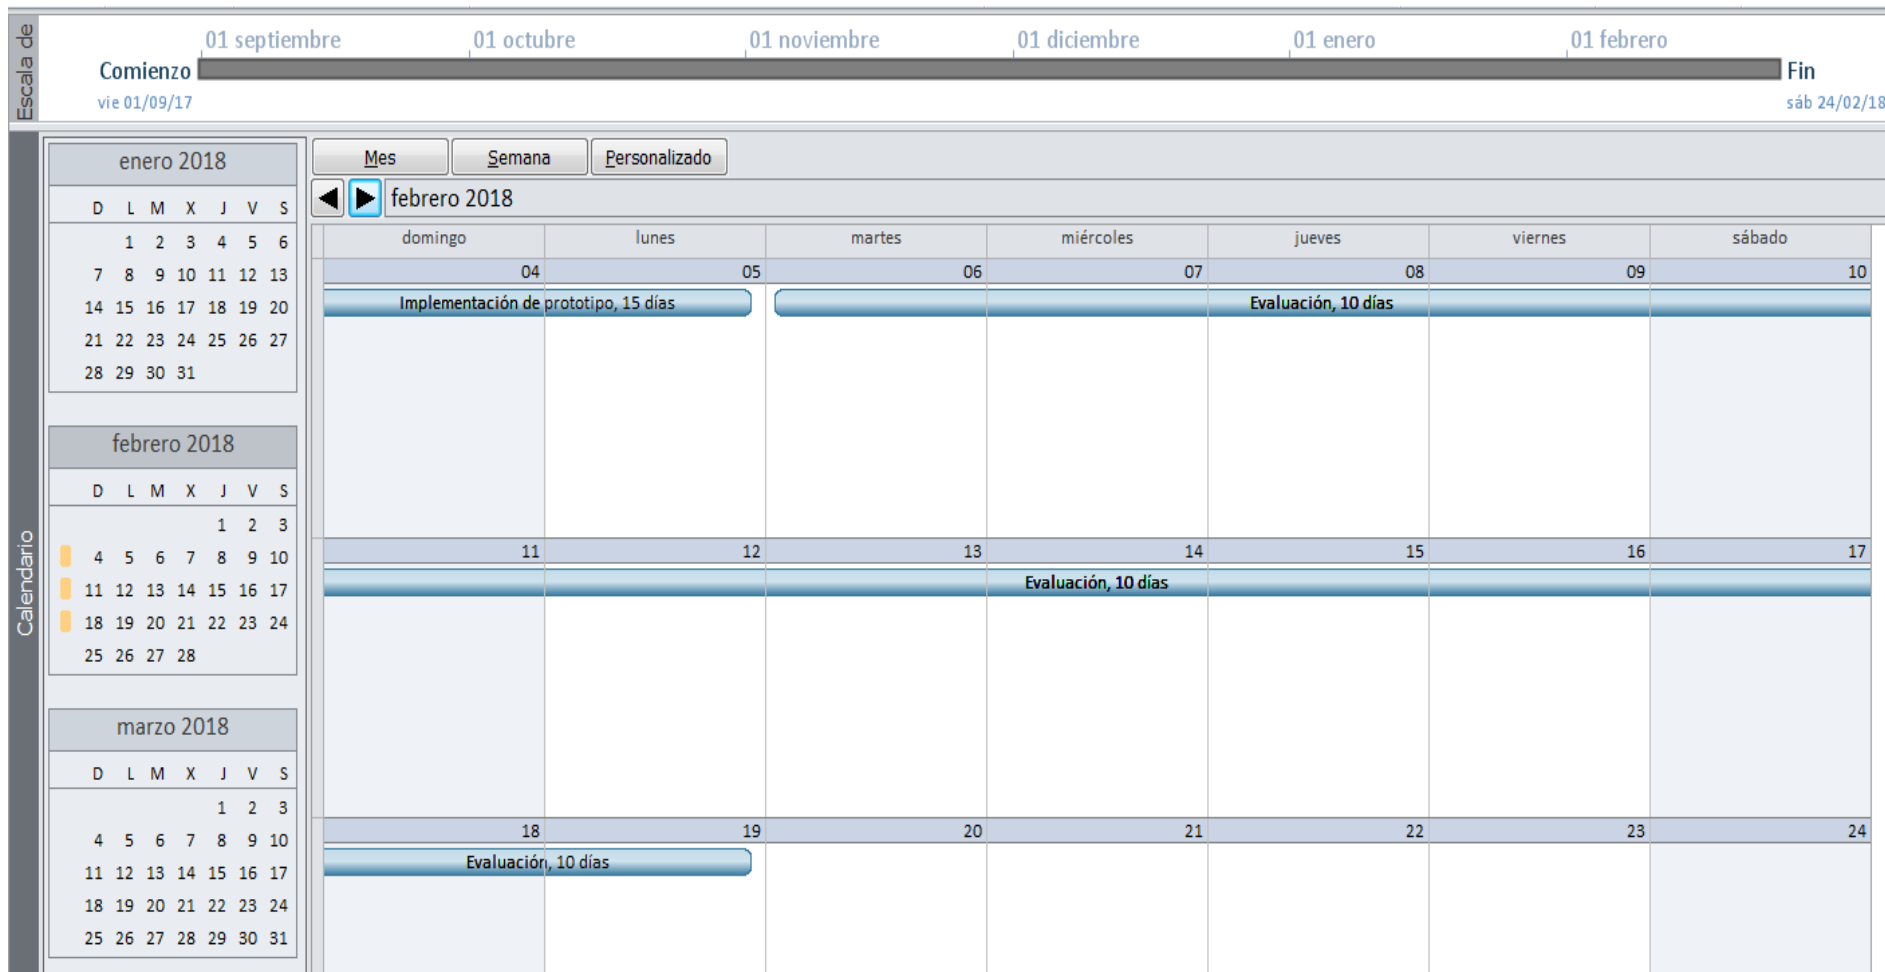 Escala de
01 septiembre 01 octubre 01 noviembre 01 diciembre 01 enero 01 febrero
Comienzo Fin
vie 01/09/17 sáb 24/02/18
Calendario
enero 2018
D L M X J V S
1 2 3 4 5 6
7 8 9 10 11 12 13
14 15 16 17 18 19 20
21 22 23 24 25 26 27
28 29 30 31
febrero 2018
D L M X J V S
1 2 3
4 5 6 7 8 9 10
11 12 13 14 15 16 17
18 19 20 21 22 23 24
25 26 27 28
marzo 2018
D L M X J V S
1 2 3
4 5 6 7 8 9 10
11 12 13 14 15 16 17
18 19 20 21 22 23 24
25 26 27 28 29 30 31
Mes Semana Personalizado
febrero 2018
domingo lunes martes miércoles jueves viernes sábado
04 05 06 07 08 09 10
Implementación de prototipo, 15 días Evaluación, 10 días
11 12 13 14 15 16 17
Evaluación, 10 días
18 19 20 21 22 23 24
Evaluación, 10 días